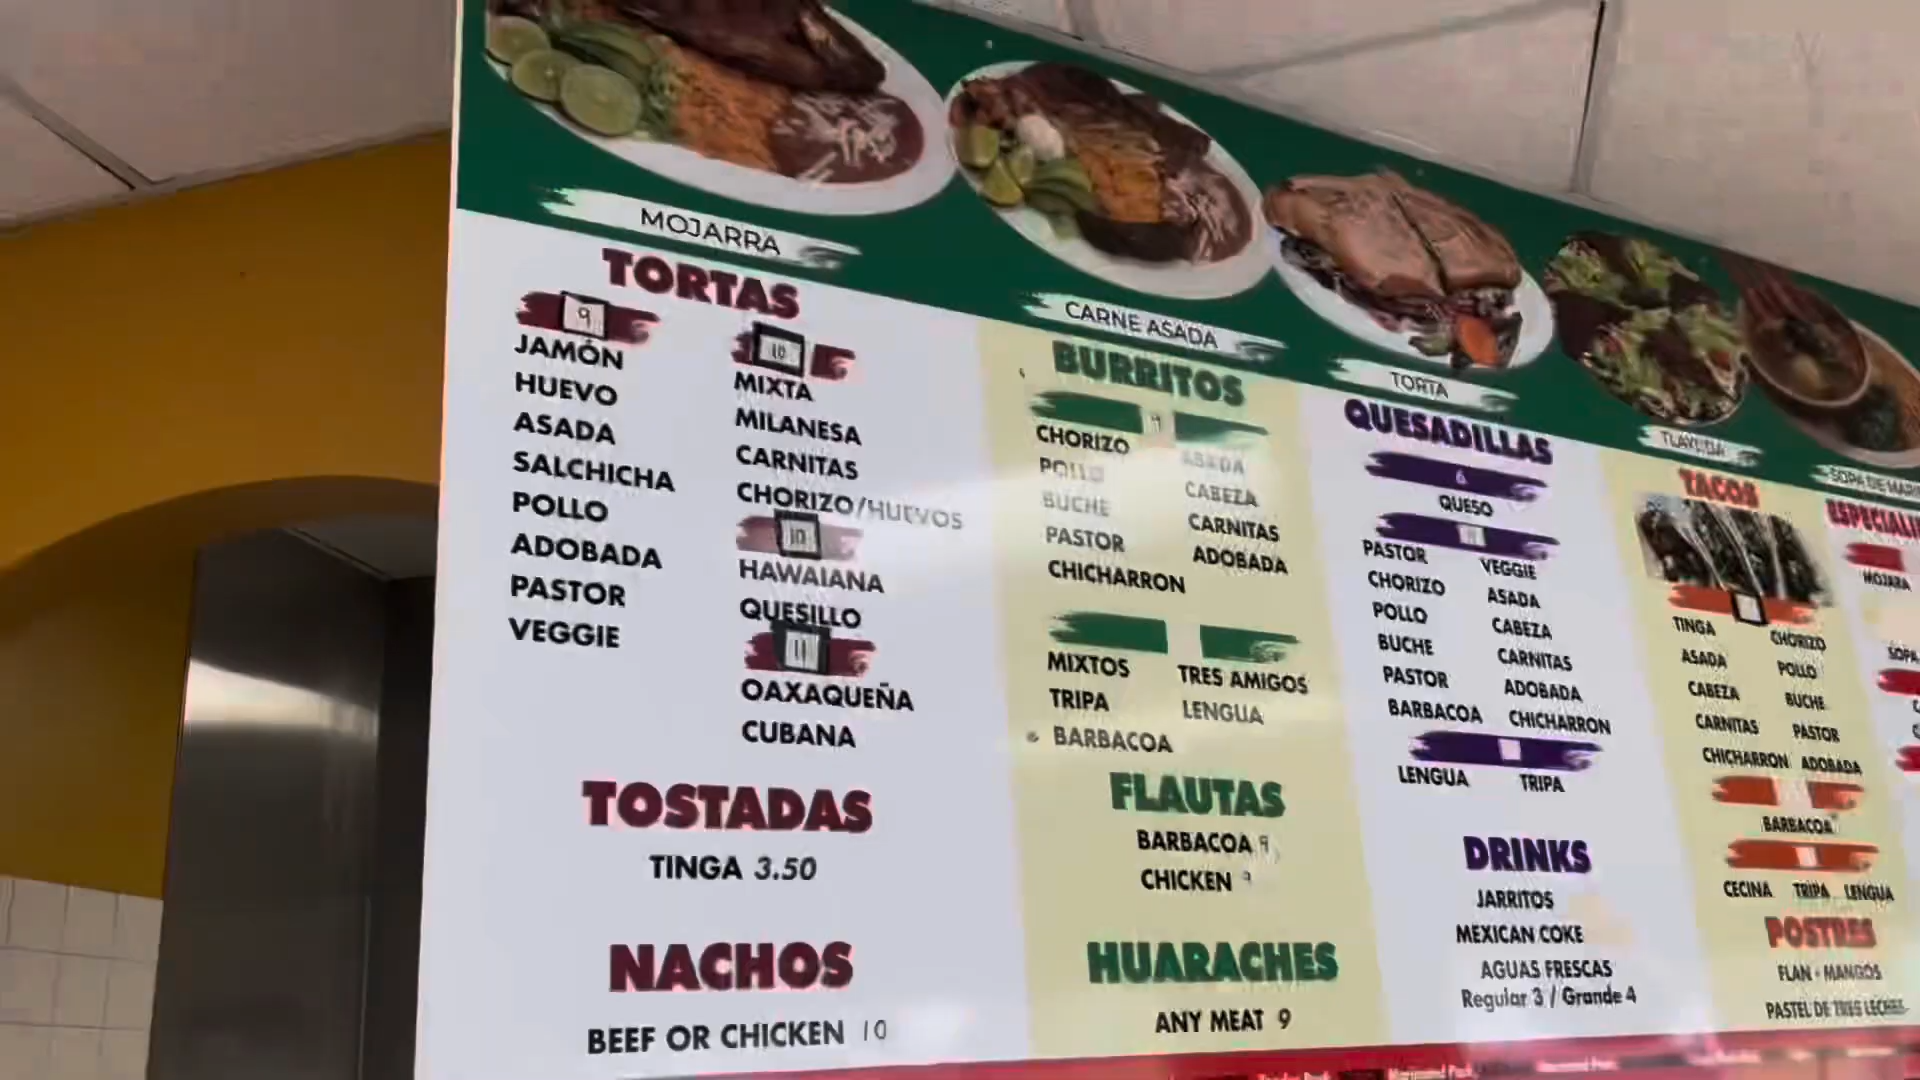 MOJARRA
CARNE ASADA
TORTA
TLAYUDA
TORTAS
9
JAMÓN
HUEVO
ASADA
SALCHICHA
POLLO
ADOBADA
PASTOR
VEGGIE
10
MIXTA
MILANESA
CARNITAS
CHORIZO/HUEVOS
10
HAWAIANA
QUESILLO
11
OAXAQUEÑA
CUBANA
TOSTADAS
TINGA 3.50
NACHOS
BEEF OR CHICKEN 10
BURRITOS
CHORIZO
POLLO
BUCHE
PASTOR
CHICHARRON
ASADA
CABEZA
CARNITAS
ADOBADA
MIXTOS
TRIPA
BARBACOA
TRES AMIGOS
LENGUA
FLAUTAS
BARBACOA 9
CHICKEN 9
HUARACHES
ANY MEAT 9
QUESADILLAS
QUESO
PASTOR
CHORIZO
POLLO
BUCHE
PASTOR
BARBACOA
VEGGIE
ASADA
CABEZA
CARNITAS
ADOBADA
CHICHARRON
LENGUA TRIPA
DRINKS
JARRITOS
MEXICAN COKE
AGUAS FRESCAS
Regular 3 / Grande 4
TACOS
TINGA
ASADA
CABEZA
CARNITAS
CHICHARRON
CHORIZO
POLLO
BUCHE
PASTOR
ADOBADA
BARBACOA
CECINA TRIPA LENGUA
POSTRES
FLAN - MANGOS
PASTEL DE TRES LECHES
MOJARA